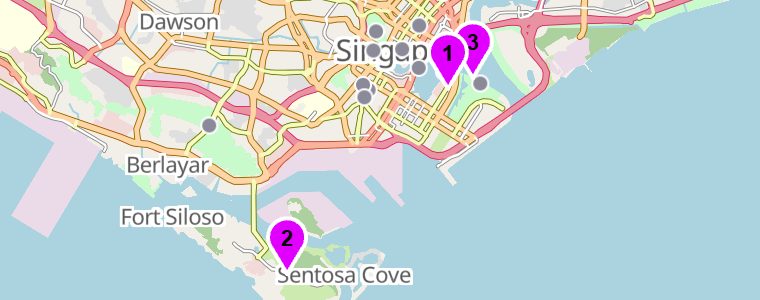 Dawson
Singap
1
3
Berlayar
Fort Siloso
2
Sentosa Cove